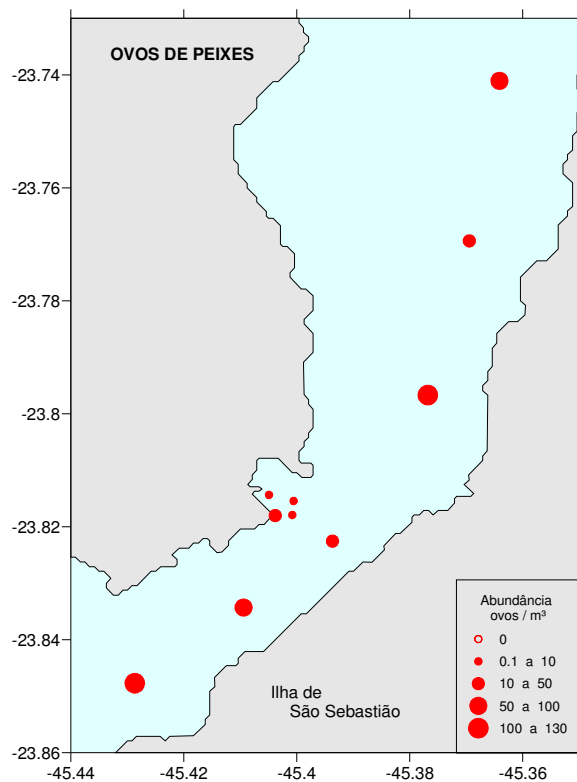 OVOS DE PEIXES
-23.74
-23.76
-23.78
-23.8
-23.82
-23.84
-23.86
-45.44
-45.42
-45.4
-45.38
-45.36
Ilha de
São Sebastião
Abundância
ovos / m³
0
0.1 a 10
10 a 50
50 a 100
100 a 130